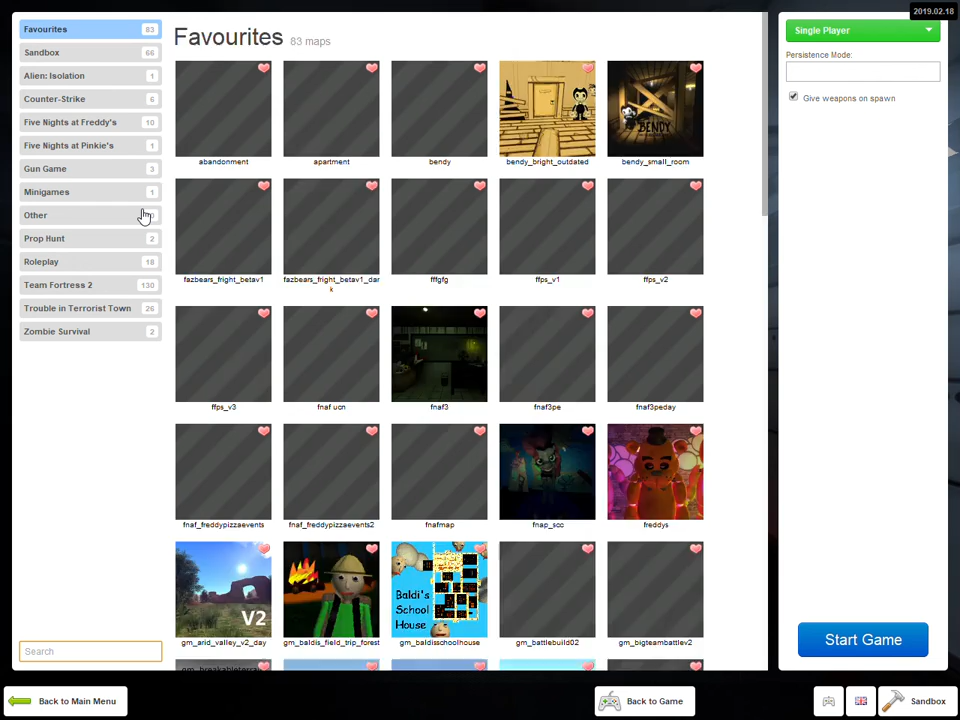 2019.02.18
Favourites 83
Sandbox 66
Alien: Isolation 1
Counter-Strike 6
Five Nights at Freddy's 10
Five Nights at Pinkie's 1
Gun Game 3
Minigames 1
Other
Prop Hunt 2
Roleplay 18
Team Fortress 2 130
Trouble in Terrorist Town 26
Zombie Survival 2
Search
Favourites 83 maps
abandonment
apartment
bendy
bendy_bright_outdated
BENDY
bendy_small_room
fazbears_fright_betav1
fazbears_fright_betav1_dar
k
fffgfg
ffps_v1
ffps_v2
ffps_v3
fnaf ucn
fnaf3
fnaf3pe
fnaf3peday
fnaf_freddypizzaevents
fnaf_freddypizzaevents2
fnafmap
fnap_scc
freddys
V2
gm_arid_valley_v2_day
gm_baldis_field_trip_forest
Baldi's
School
House
gm_baldisschoolhouse
gm_battlebuild02
gm_bigteambattlev2
Single Player
Persistence Mode:
Give weapons on spawn
Start Game
Back to Main Menu
Back to Game
Sandbox